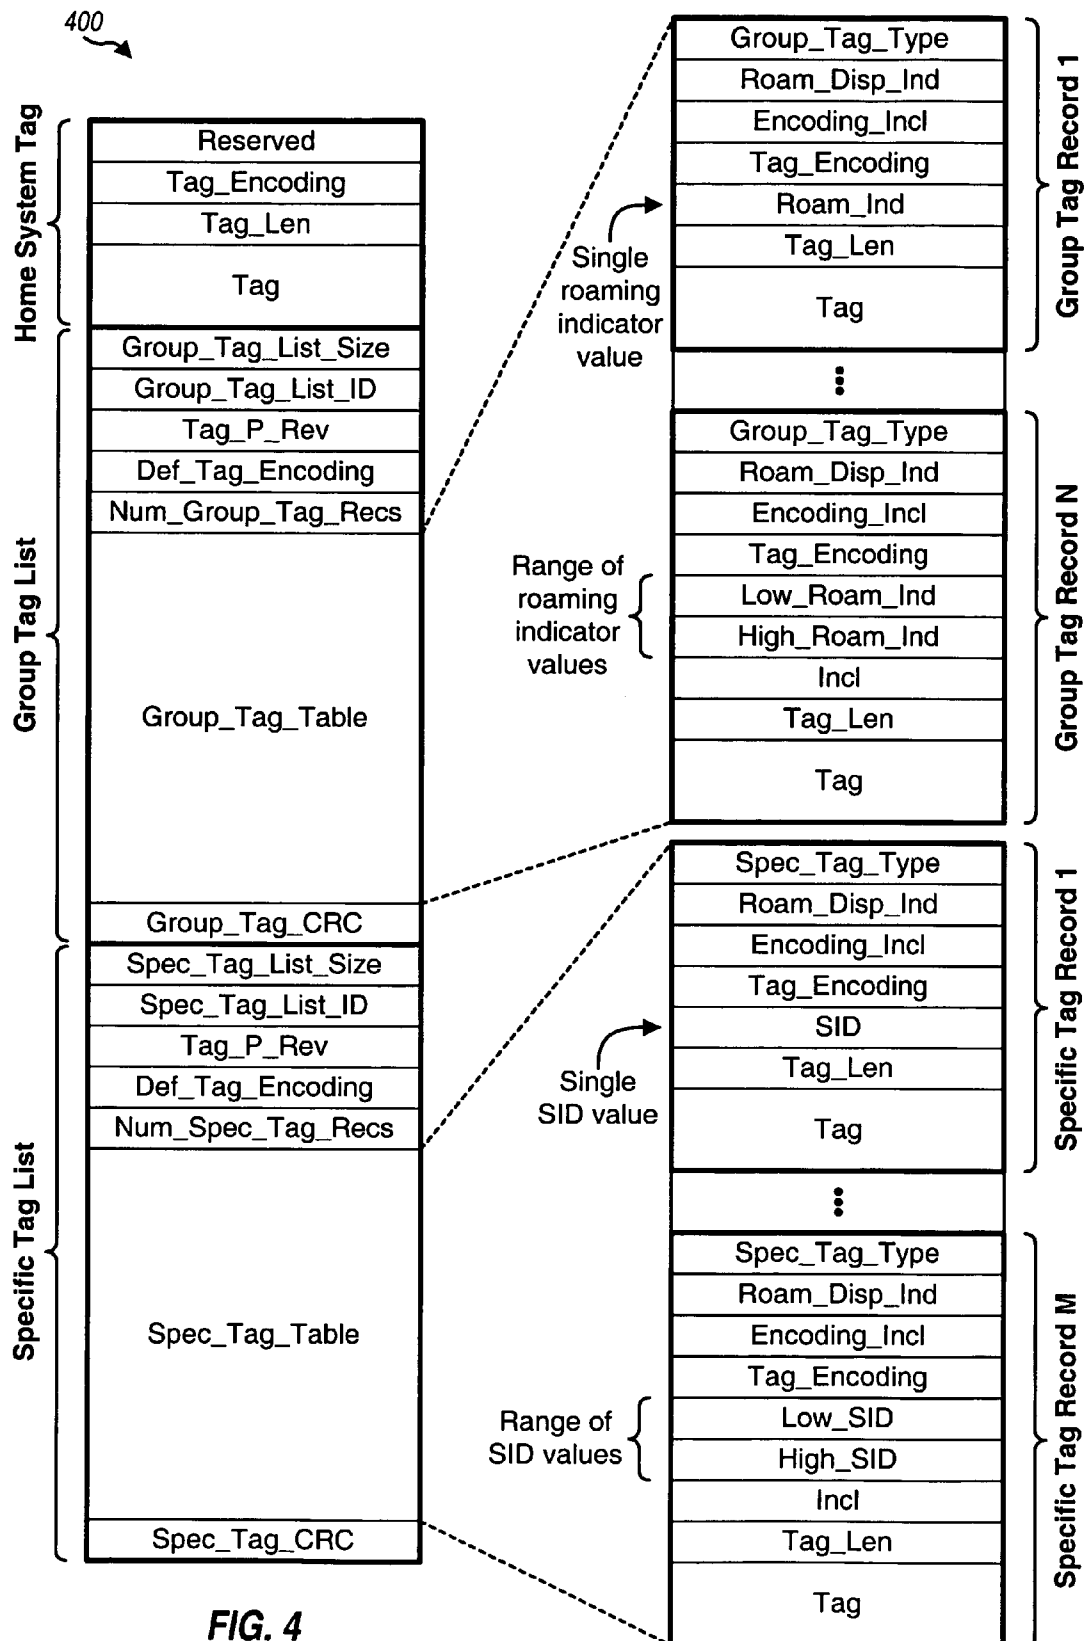 400
Home System Tag
Reserved
Tag_Encoding
Tag_Len
Tag
Group Tag List
Group_Tag_List_Size
Group_Tag_List_ID
Tag_P_Rev
Def_Tag_Encoding
Num_Group_Tag_Recs
Group_Tag_Table
Group_Tag_CRC
Specific Tag List
Spec_Tag_List_Size
Spec_Tag_List_ID
Tag_P_Rev
Def_Tag_Encoding
Num_Spec_Tag_Recs
Spec_Tag_Table
Spec_Tag_CRC
Group Tag Record 1
Group_Tag_Type
Roam_Disp_Ind
Encoding_Incl
Tag_Encoding
Roam_Ind
Tag_Len
Tag
Single
roaming
indicator
value
Group Tag Record N
Group_Tag_Type
Roam_Disp_Ind
Encoding_Incl
Tag_Encoding
Low_Roam_Ind
High_Roam_Ind
Incl
Tag_Len
Tag
Range of
roaming
indicator
values
Specific Tag Record 1
Spec_Tag_Type
Roam_Disp_Ind
Encoding_Incl
Tag_Encoding
SID
Tag_Len
Tag
Single
SID value
Specific Tag Record M
Spec_Tag_Type
Roam_Disp_Ind
Encoding_Incl
Tag_Encoding
Low_SID
High_SID
Incl
Tag_Len
Tag
Range of
SID values
FIG. 4